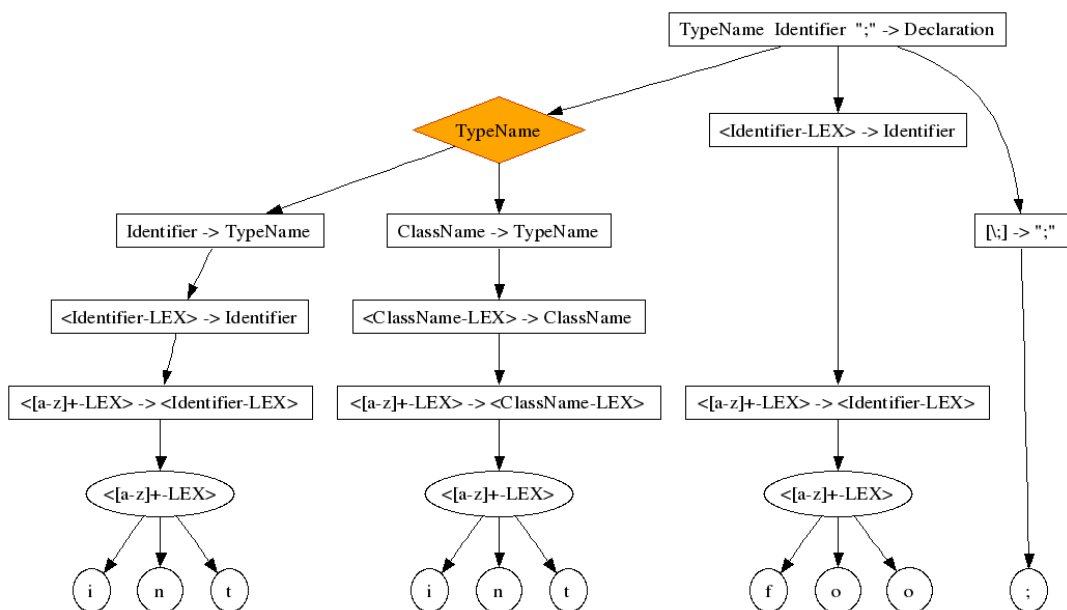 TypeName Identifier ";" -> Declaration
TypeName
<Identifier-LEX> -> Identifier
Identifier -> TypeName
ClassName -> TypeName
[\;] -> ";"
<Identifier-LEX> -> Identifier
<ClassName-LEX> -> ClassName
<[a-z]+-LEX> -> <Identifier-LEX>
<[a-z]+-LEX> -> <ClassName-LEX>
<[a-z]+-LEX> -> <Identifier-LEX>
<[a-z]+-LEX>
<[a-z]+-LEX>
<[a-z]+-LEX>
i
n
t
i
n
t
f
o
o
;